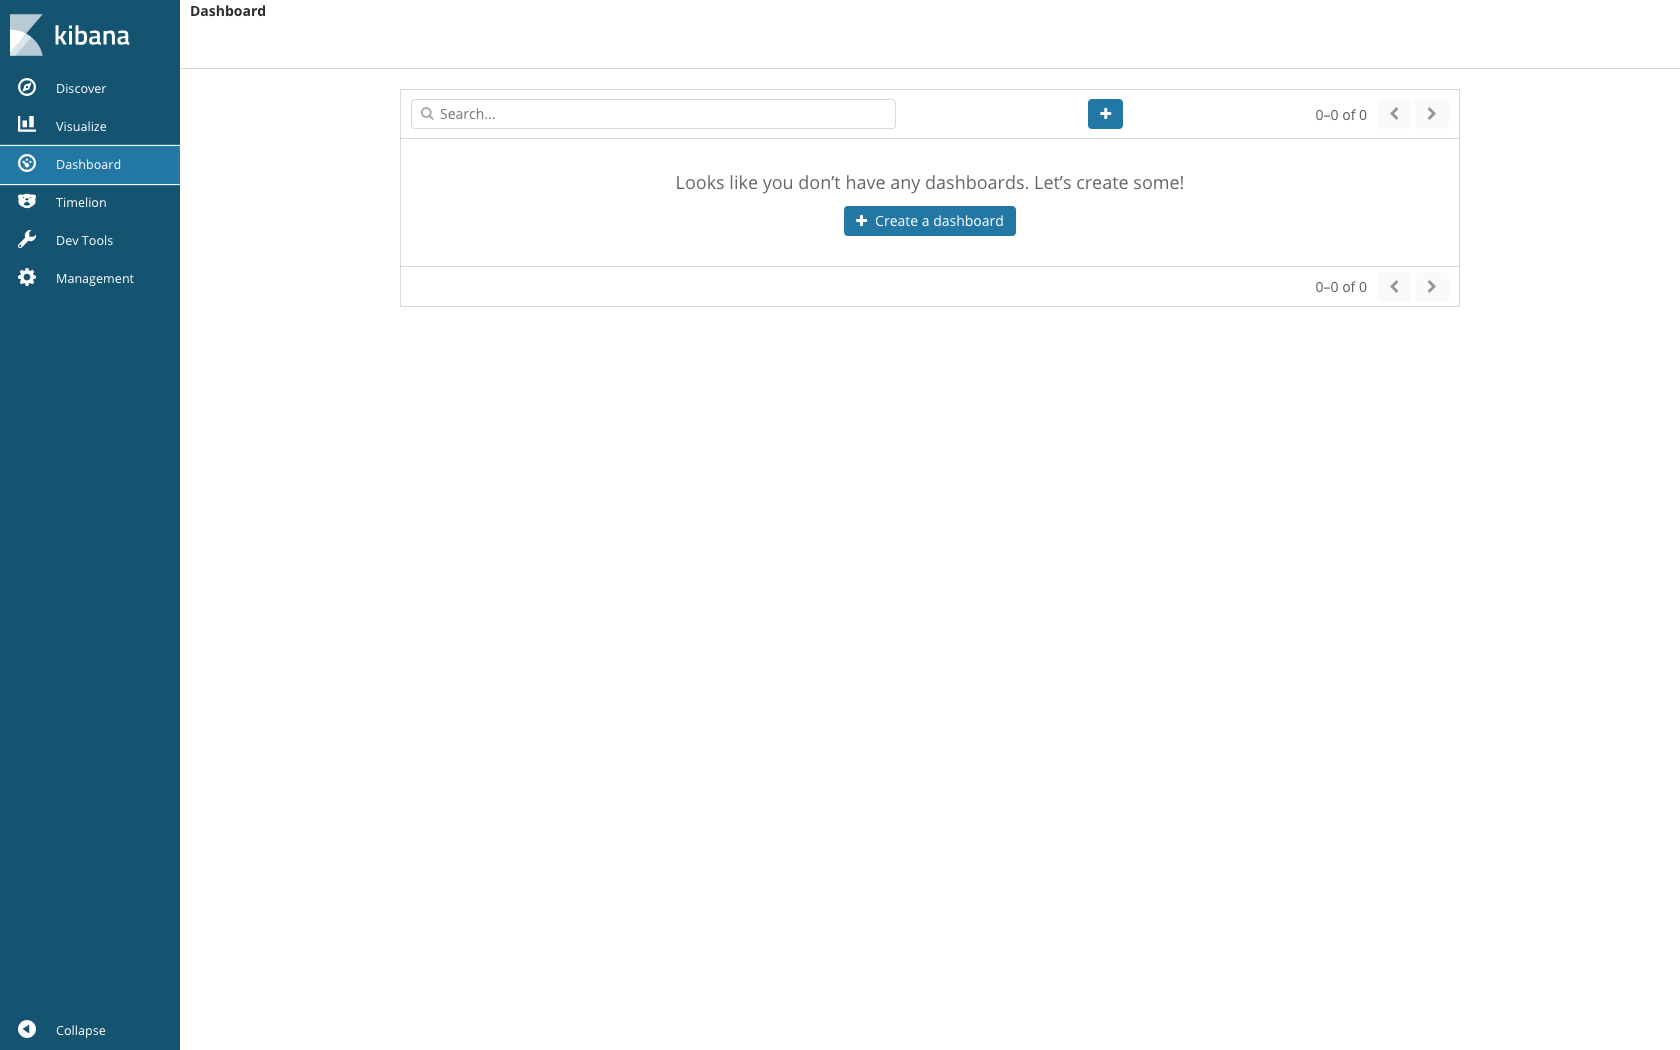 kibana
Discover
Visualize
Dashboard
Timelion
Dev Tools
Management
Collapse
Dashboard
Search...
0–0 of 0
Looks like you don’t have any dashboards. Let’s create some!
Create a dashboard
0–0 of 0